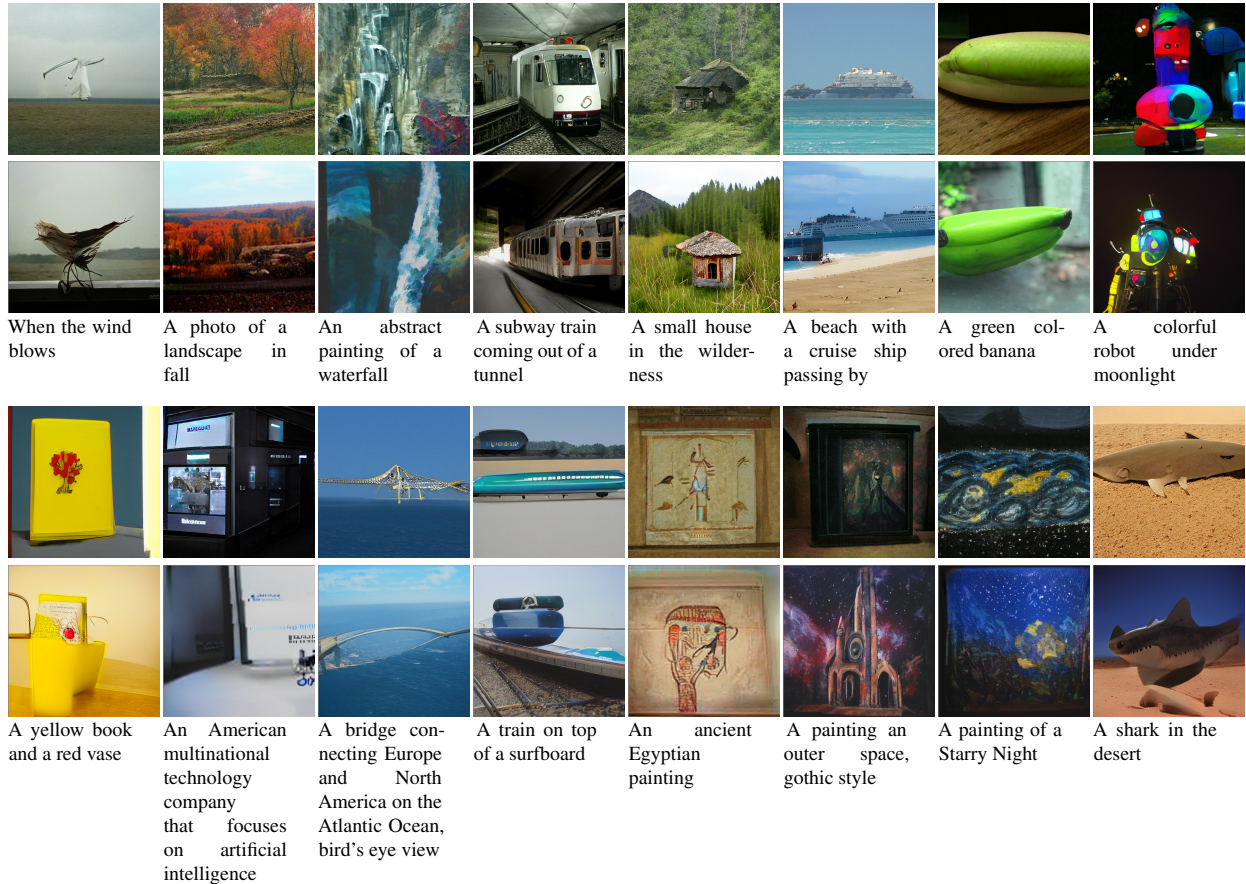 When the wind
blows
A photo of a
landscape in
fall
An abstract
painting of a
waterfall
A subway train
coming out of a
tunnel
A small house
in the wilder-
ness
A beach with
a cruise ship
passing by
A green col-
ored banana
A colorful
robot under
moonlight
A yellow book
and a red vase
An American
multinational
technology
company
that focuses
on artificial
intelligence
A bridge con-
necting Europe
and North
America on the
Atlantic Ocean,
bird's eye view
A train on top
of a surfboard
An ancient
Egyptian
painting
A painting an
outer space,
gothic style
A painting of a
Starry Night
A shark in the
desert